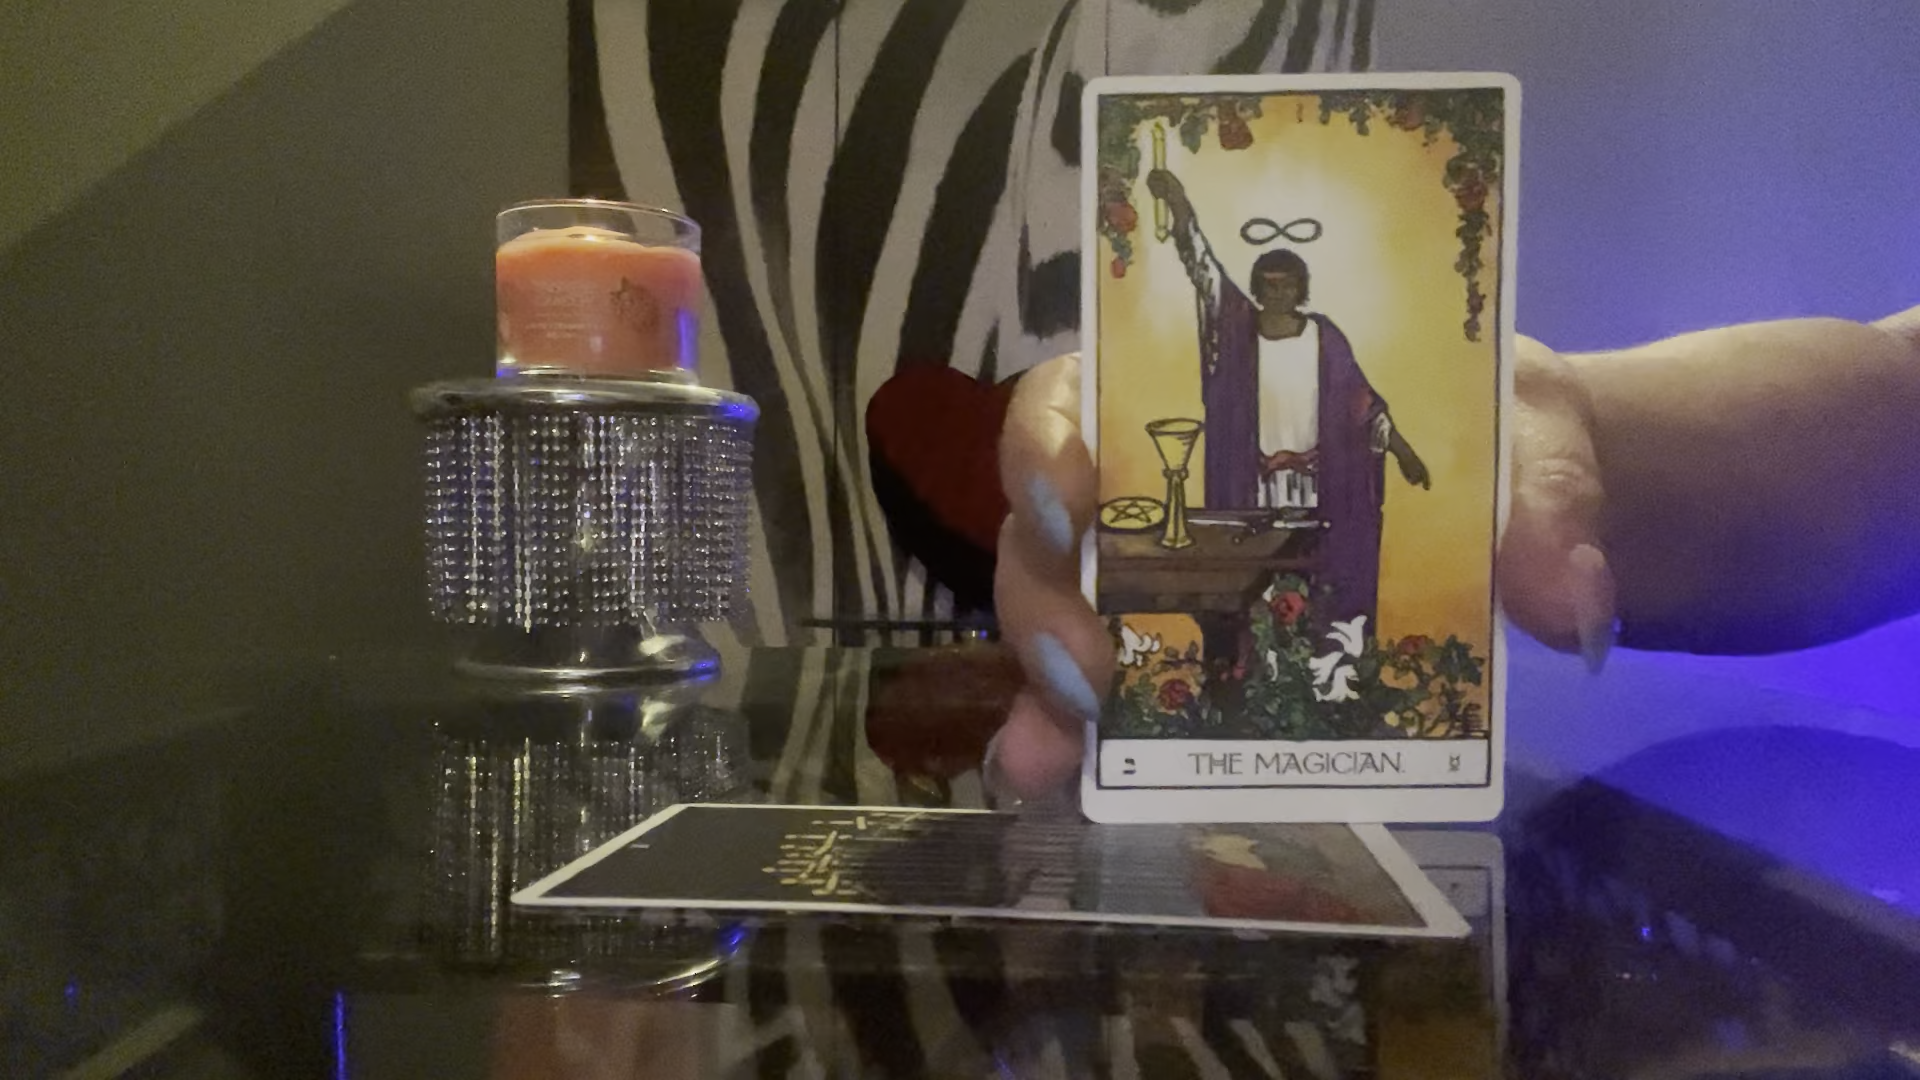 I
ב THE MAGICIAN. ☿